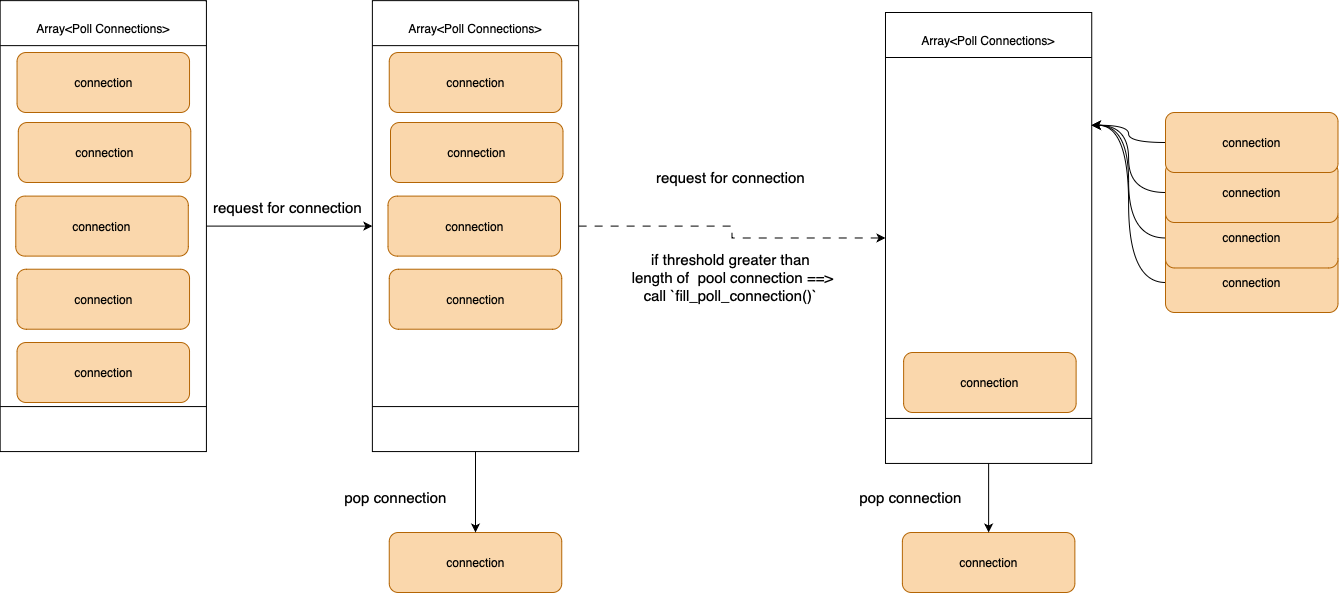 Array<Poll Connections>
connection
connection
connection
connection
connection
request for connection
Array<Poll Connections>
connection
connection
connection
connection
pop connection
connection
request for connection
if threshold greater than
length of  pool connection ==>
call `fill_poll_connection()`
Array<Poll Connections>
connection
pop connection
connection
connection
connection
connection
connection